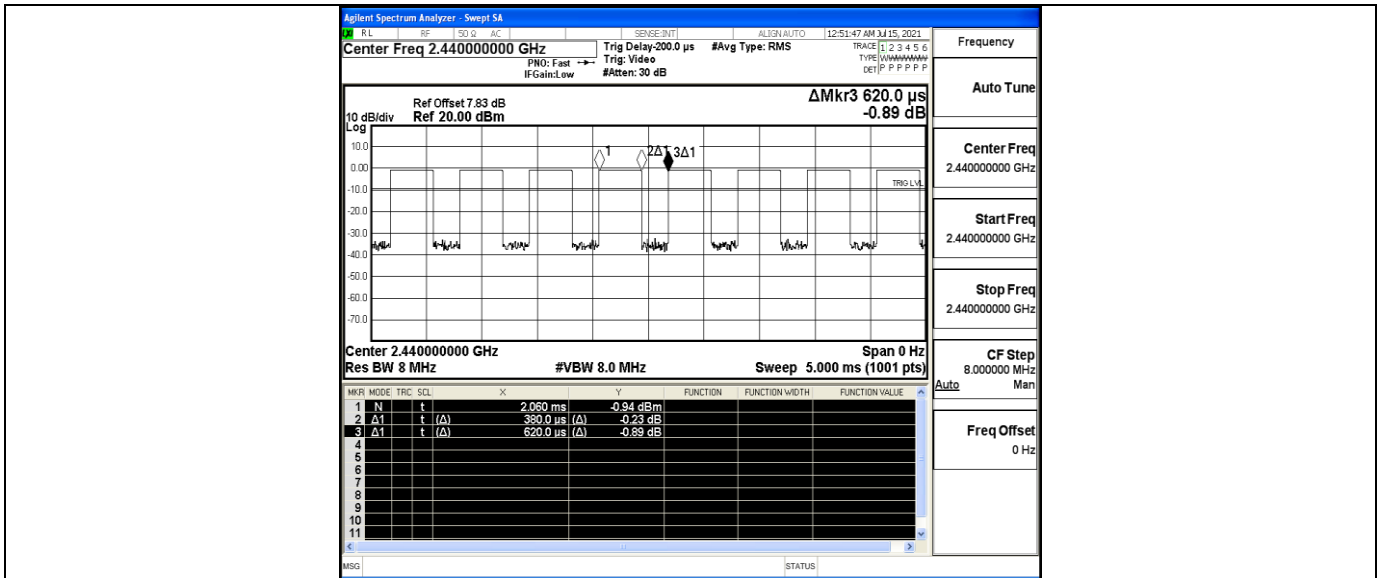 Agilent Spectrum Analyzer - Swept SA
RL RF 50 Ω AC SENSE:INT ALIGN AUTO 12:51:47 AM Jul 15, 2021
Center Freq 2.440000000 GHz
PNO: Fast
IFGain:Low
Trig Delay-200.0 µs
Trig: Video
#Atten: 30 dB
#Avg Type: RMS
TRACE 1 2 3 4 5 6
TYPE
DET P P P P P P
ΔMkr3 620.0 µs
-0.89 dB
Ref Offset 7.83 dB
10 dB/div Ref 20.00 dBm
Log
10.0
0.00
-10.0
-20.0
-30.0
-40.0
-50.0
-60.0
-70.0
1
2Δ1
3Δ1
TRIG LVL
Center 2.440000000 GHz Span 0 Hz
Res BW 8 MHz #VBW 8.0 MHz Sweep 5.000 ms (1001 pts)
MKR MODE TRC SCL X Y FUNCTION FUNCTION WIDTH FUNCTION VALUE
1 N t 2.060 ms -0.94 dBm
2 Δ1 t (Δ) 380.0 µs (Δ) -0.23 dB
3 Δ1 t (Δ) 620.0 µs (Δ) -0.89 dB
4
5
6
7
8
9
10
11
MSG STATUS
Frequency
Auto Tune
Center Freq
2.440000000 GHz
Start Freq
2.440000000 GHz
Stop Freq
2.440000000 GHz
CF Step
8.000000 MHz
Auto Man
Freq Offset
0 Hz